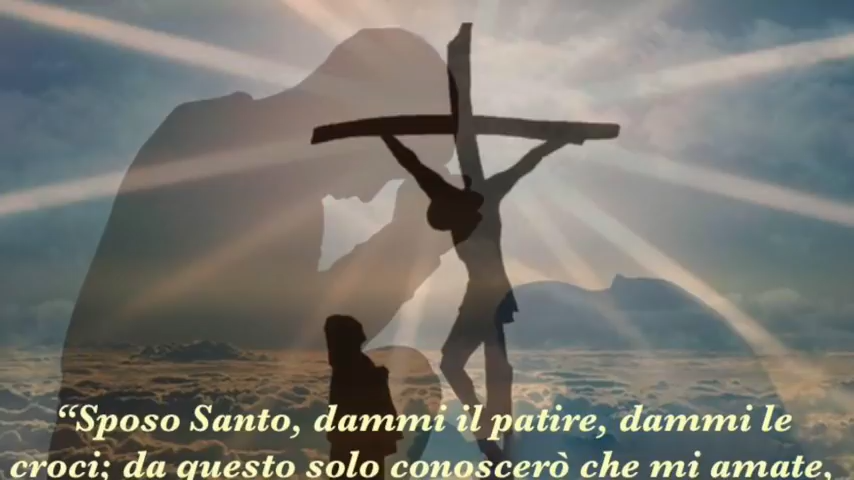 “Sposo Santo, dammi il patire, dammi le
croci; da questo solo conoscerò che mi amate,